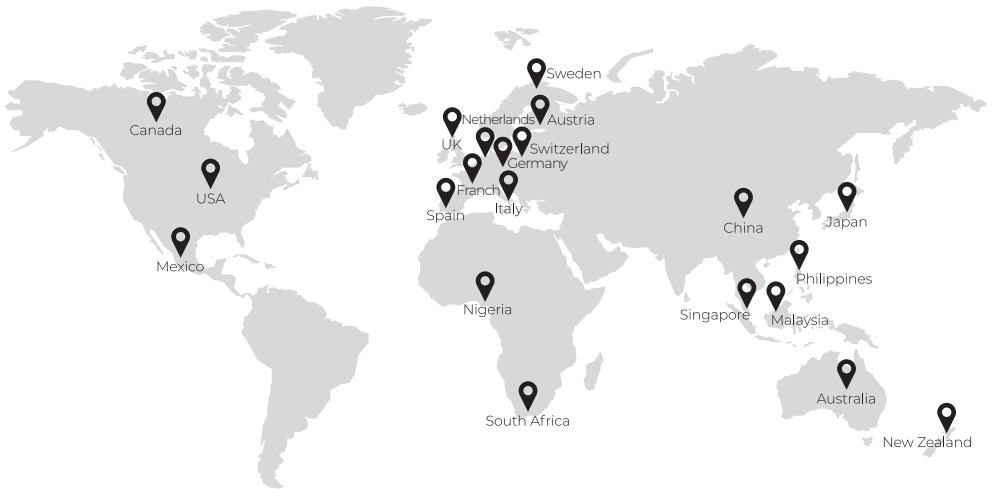 Sweden
Canada
Netherlands
Austria
UK
Switzerland
Germany
USA
Franch
Italy
Spain
China
Japan
Mexico
Philippines
Nigeria
Singapore
Malaysia
Australia
South Africa
New Zealand